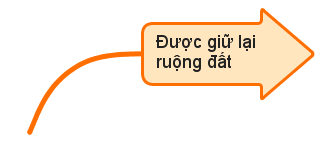 Được giữ lại
ruộng đất